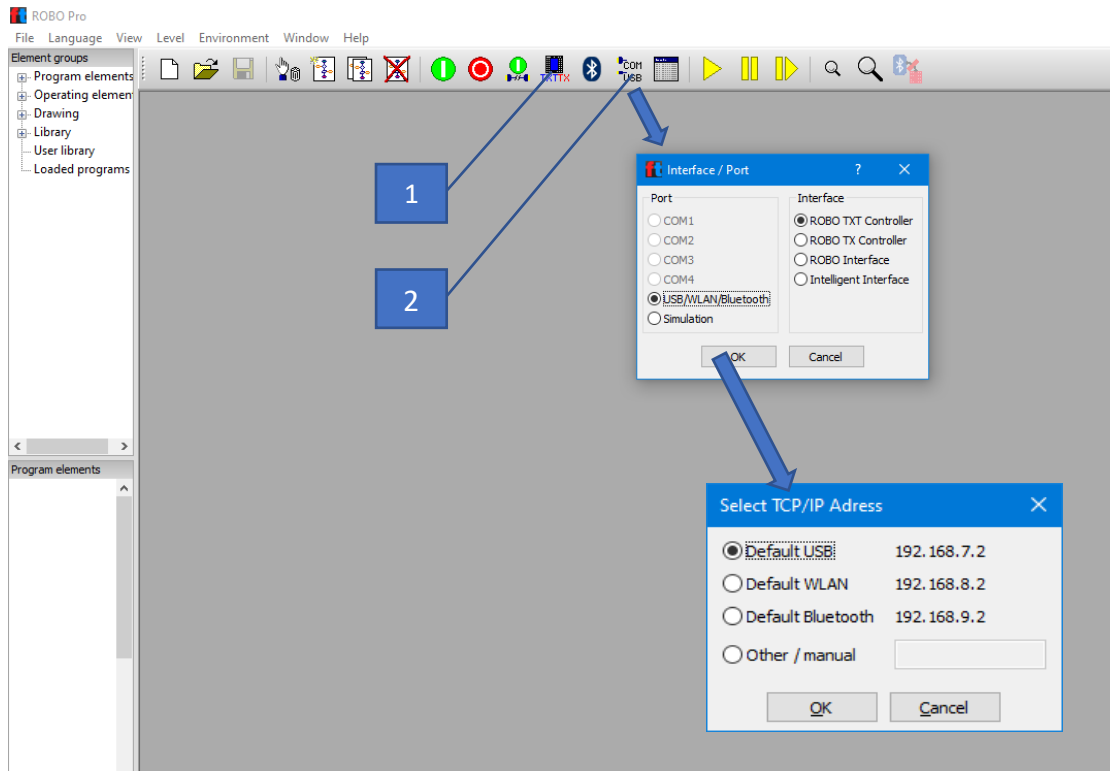 ROBO Pro
File Language View Level Environment Window Help
Element groups
Program elements
Operating elemen
Drawing
Library
User library
Loaded programs
TXT TX
COM
USB
1
2
Interface / Port ?
Port
COM1
COM2
COM3
COM4
USB/WLAN/Bluetooth
Simulation
Interface
ROBO TXT Controller
ROBO TX Controller
ROBO Interface
Intelligent Interface
OK Cancel
Program elements
Select TCP/IP Adress
Default USB 192.168.7.2
Default WLAN 192.168.8.2
Default Bluetooth 192.168.9.2
Other / manual
OK Cancel